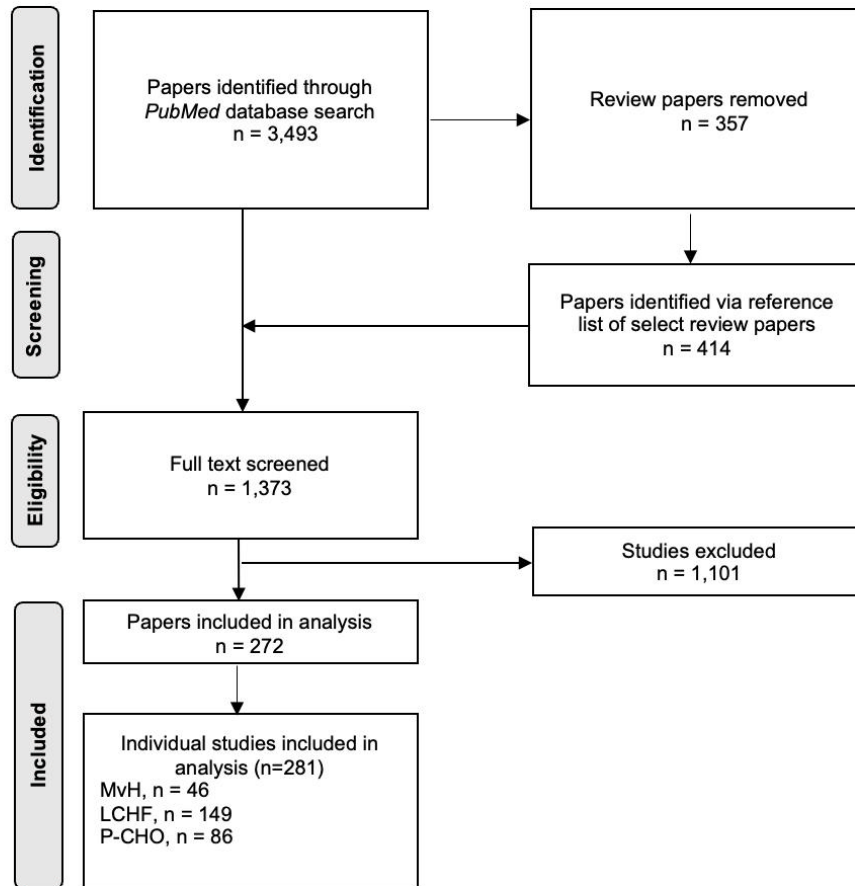 Identification
Papers identified through
PubMed database search
n = 3,493
Review papers removed
n = 357
Screening
Papers identified via reference
list of select review papers
n = 414
Eligibility
Full text screened
n = 1,373
Studies excluded
n = 1,101
Included
Papers included in analysis
n = 272
Individual studies included in
analysis (n=281)
MvH, n = 46
LCHF, n = 149
P-CHO, n = 86